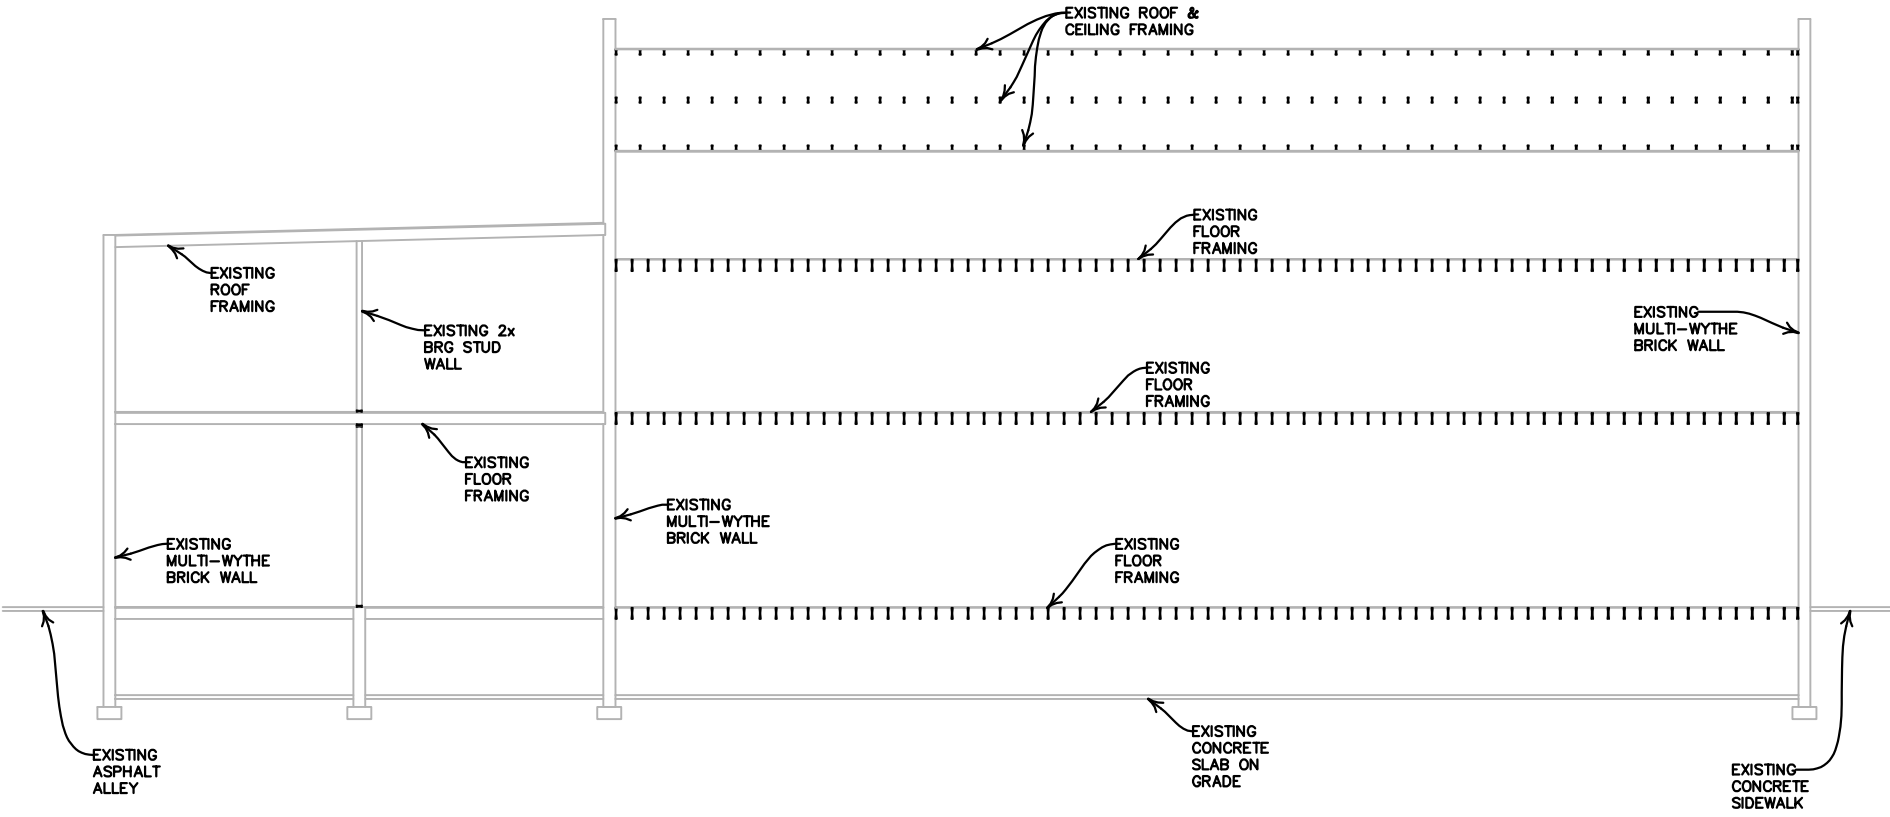 EXISTING ROOF &
CEILING FRAMING
EXISTING
FLOOR
FRAMING
EXISTING
ROOF
FRAMING
EXISTING 2x
BRG STUD
WALL
EXISTING
MULTI-WYTHE
BRICK WALL
EXISTING
FLOOR
FRAMING
EXISTING
FLOOR
FRAMING
EXISTING
MULTI-WYTHE
BRICK WALL
EXISTING
MULTI-WYTHE
BRICK WALL
EXISTING
FLOOR
FRAMING
EXISTING
ASPHALT
ALLEY
EXISTING
CONCRETE
SLAB ON
GRADE
EXISTING
CONCRETE
SIDEWALK